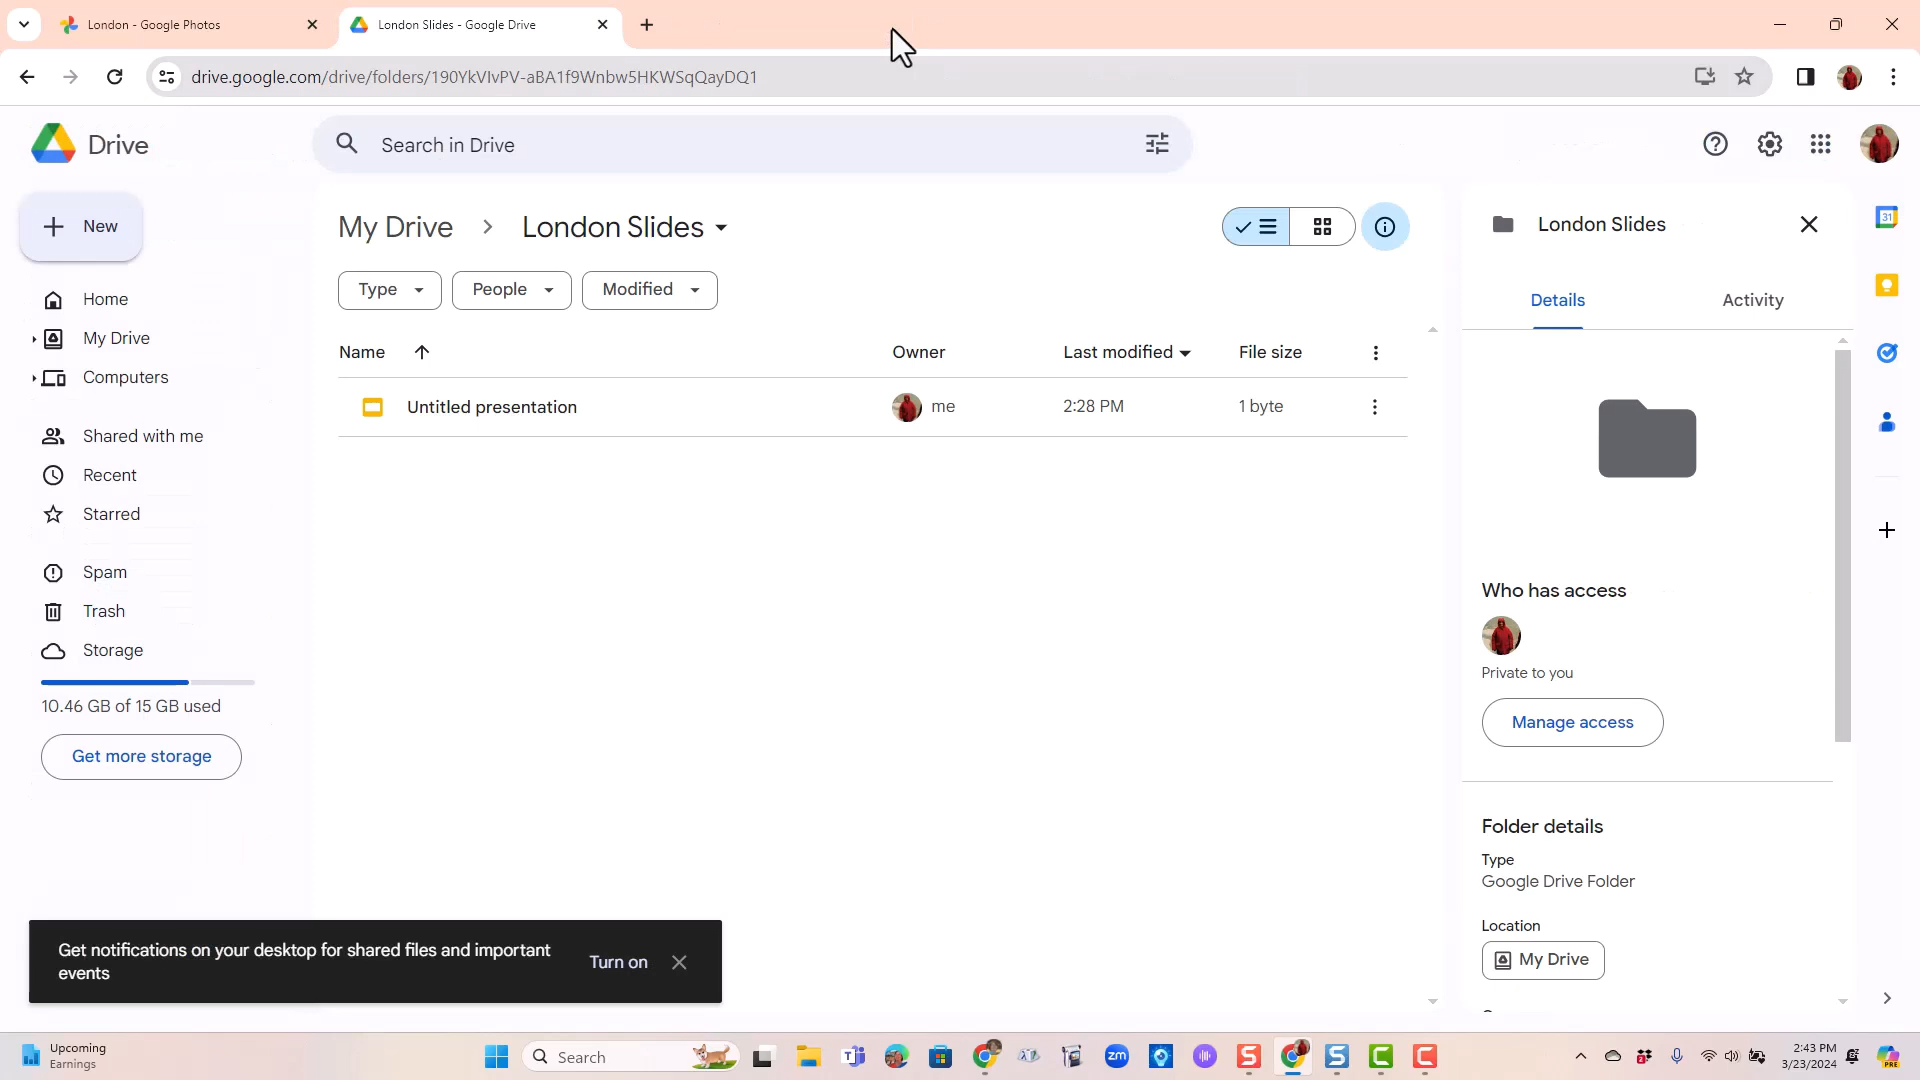 London - Google Photos
London Slides - Google Drive
drive.google.com/drive/folders/190YkVIvPV-aBA1f9Wnbw5HKWSqQayDQ1
Drive
Search in Drive
New
My Drive
London Slides
London Slides
31
Type
People
Modified
Details
Activity
Home
My Drive
Computers
Name
Owner
Last modified
File size
Untitled presentation
me
2:28 PM
1 byte
Shared with me
Recent
Starred
Spam
Trash
Storage
10.46 GB of 15 GB used
Get more storage
Who has access
Private to you
Manage access
Folder details
Type
Google Drive Folder
Location
My Drive
Get notifications on your desktop for shared files and important
events
Turn on
Upcoming
Earnings
Search
zm
S
S
C
C
2:43 PM
3/23/2024
PRE